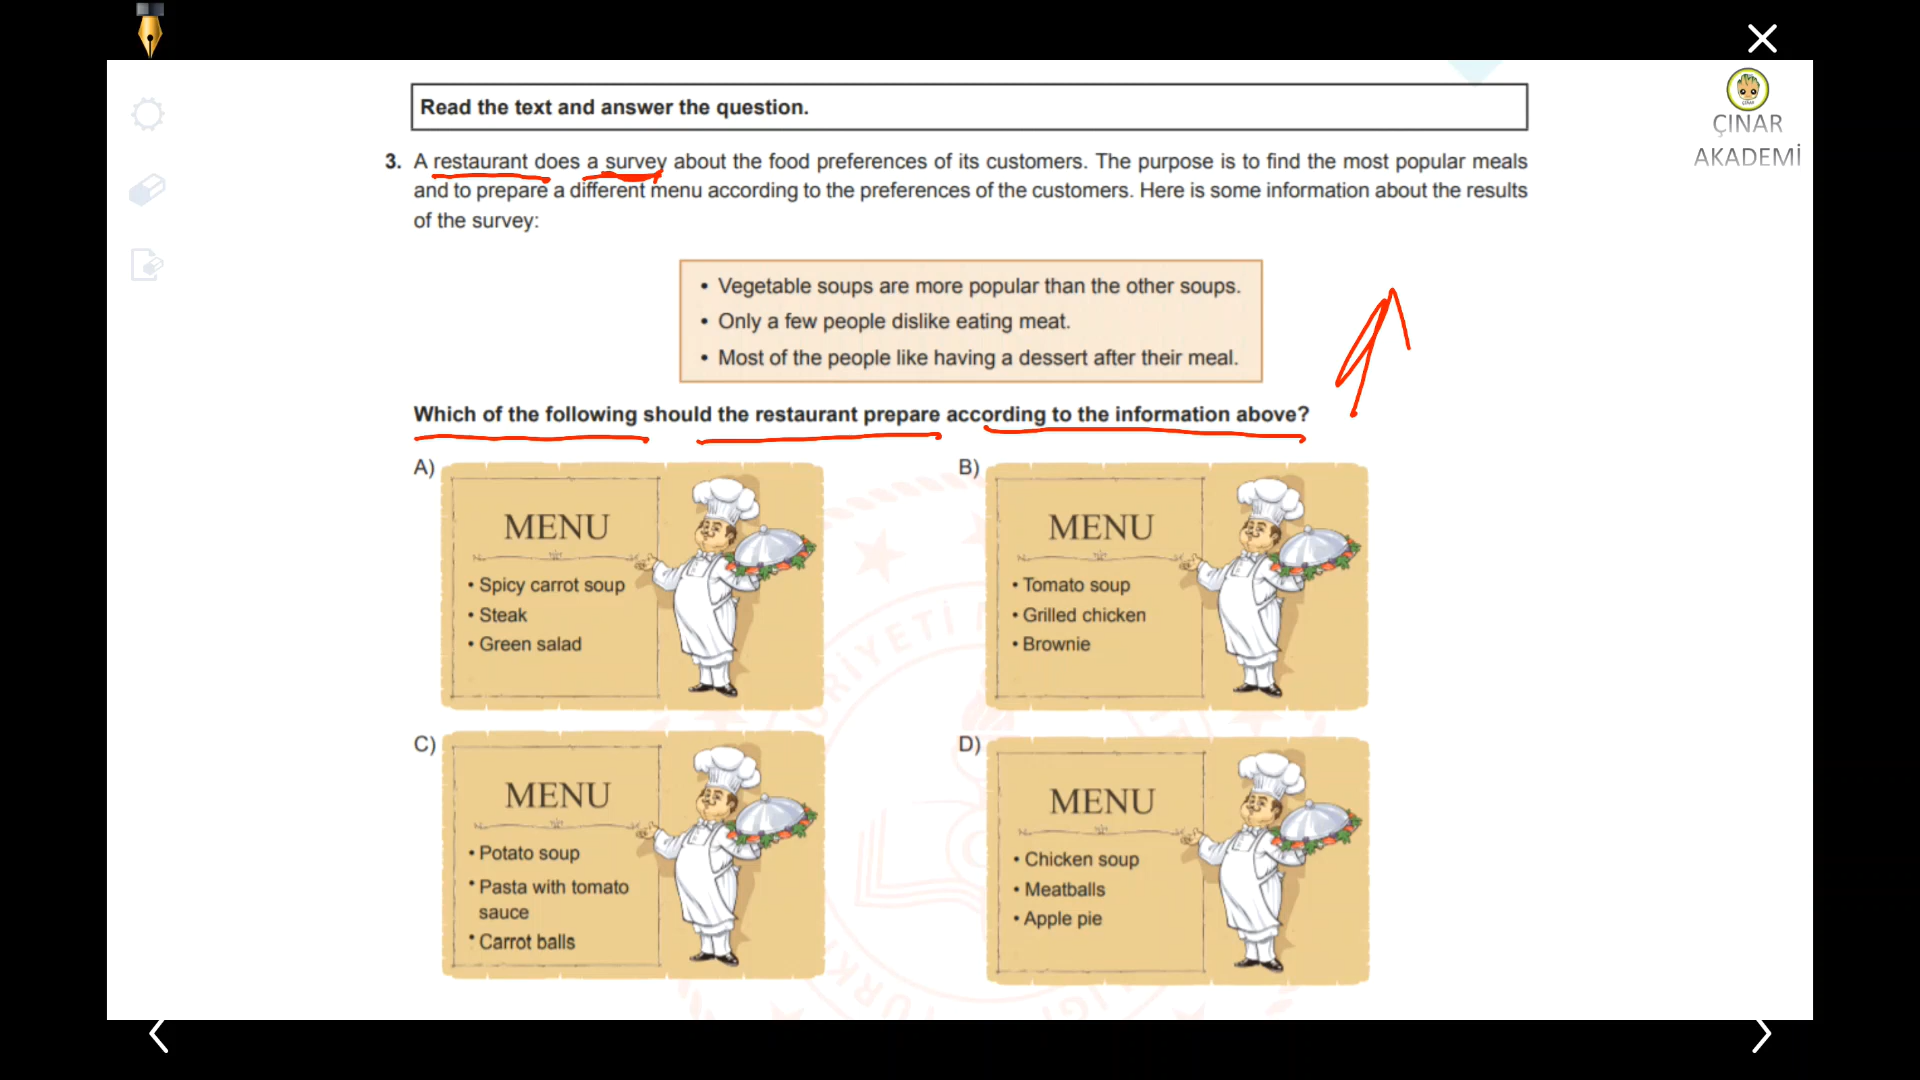 ÇINAR
AKADEMİ
Read the text and answer the question.
3. A restaurant does a survey about the food preferences of its customers. The purpose is to find the most popular meals
and to prepare a different menu according to the preferences of the customers. Here is some information about the results
of the survey:
• Vegetable soups are more popular than the other soups.
• Only a few people dislike eating meat.
• Most of the people like having a dessert after their meal.
Which of the following should the restaurant prepare according to the information above?
A)
MENU
• Spicy carrot soup
• Steak
• Green salad
B)
MENU
• Tomato soup
• Grilled chicken
• Brownie
C)
MENU
• Potato soup
• Pasta with tomato
sauce
• Carrot balls
D)
MENU
• Chicken soup
• Meatballs
• Apple pie